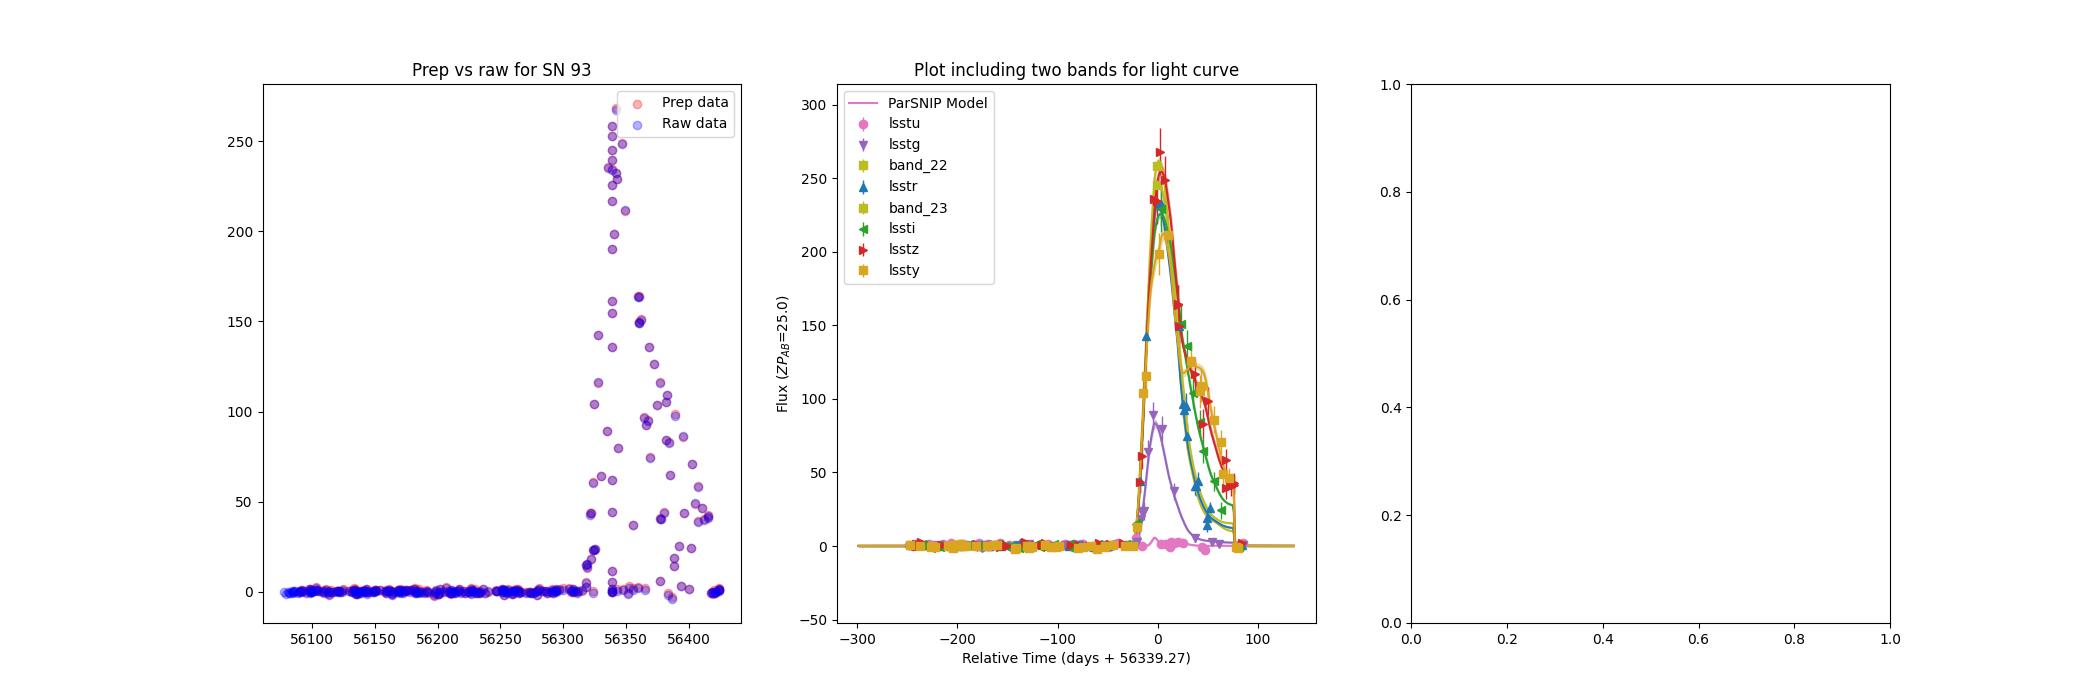 Prep vs raw for SN 93
Prep data
Raw data
250
200
150
100
50
0
56100 56150 56200 56250 56300 56350 56400
Plot including two bands for light curve
ParSNIP Model
lsstu
lsstg
band_22
lsstr
band_23
lssti
lsstz
lssty
Flux (ZP_AB=25.0)
300
250
200
150
100
50
0
−50
−300 −200 −100 0 100
Relative Time (days + 56339.27)
1.0
0.8
0.6
0.4
0.2
0.0
0.0 0.2 0.4 0.6 0.8 1.0